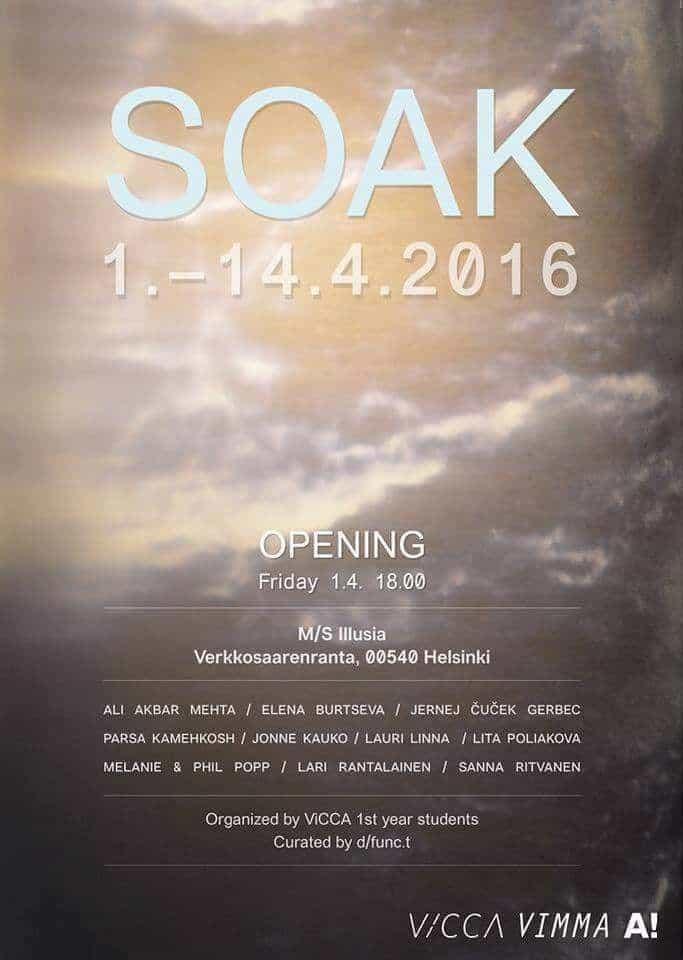 SOAK
1.–14.4.2016
OPENING
Friday 1.4. 18.00
M/S Illusia
Verkkosaarenranta, 00540 Helsinki
ALI AKBAR MEHTA / ELENA BURTSEVA / JERNEJ ČUČEK GERBEC
PARSA KAMEHKOSH / JONNE KAUKO / LAURI LINNA / LITA POLIAKOVA
MELANIE & PHIL POPP / LARI RANTALAINEN / SANNA RITVANEN
Organized by ViCCA 1st year students
Curated by d/func.t
ViCCA VIMMA A!